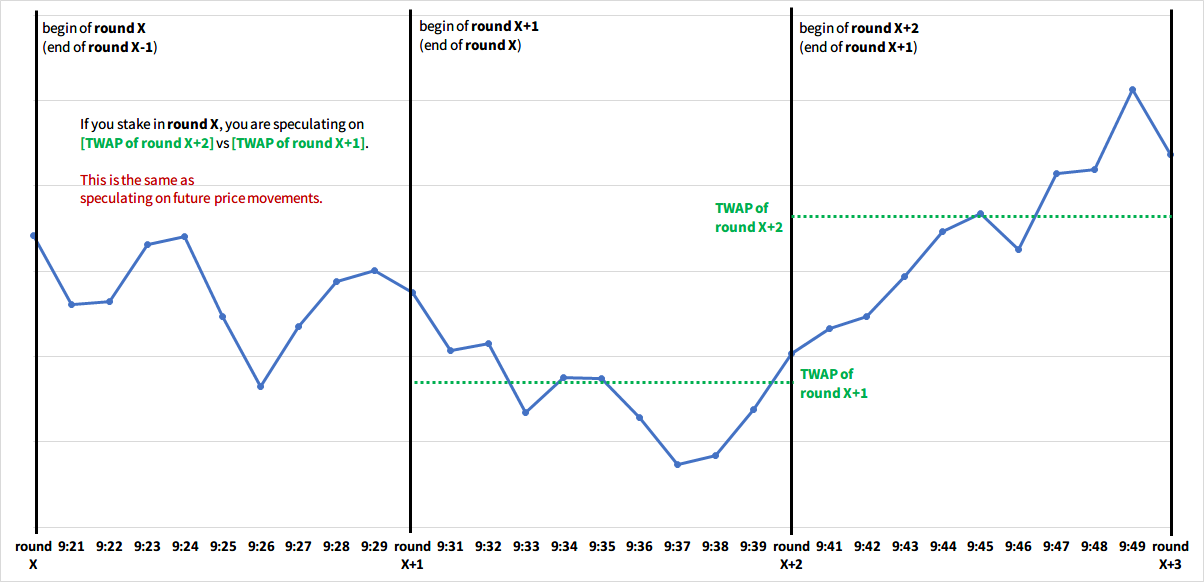 begin of round X
(end of round X-1)
begin of round X+1
(end of round X)
begin of round X+2
(end of round X+1)
If you stake in round X, you are speculating on
[TWAP of round X+2] vs [TWAP of round X+1].
This is the same as
speculating on future price movements.
TWAP of
round X+2
TWAP of
round X+1
round 9:21 9:22 9:23 9:24 9:25 9:26 9:27 9:28 9:29 round 9:31 9:32 9:33 9:34 9:35 9:36 9:37 9:38 9:39 round 9:41 9:42 9:43 9:44 9:45 9:46 9:47 9:48 9:49 round
X X+1 X+2 X+3